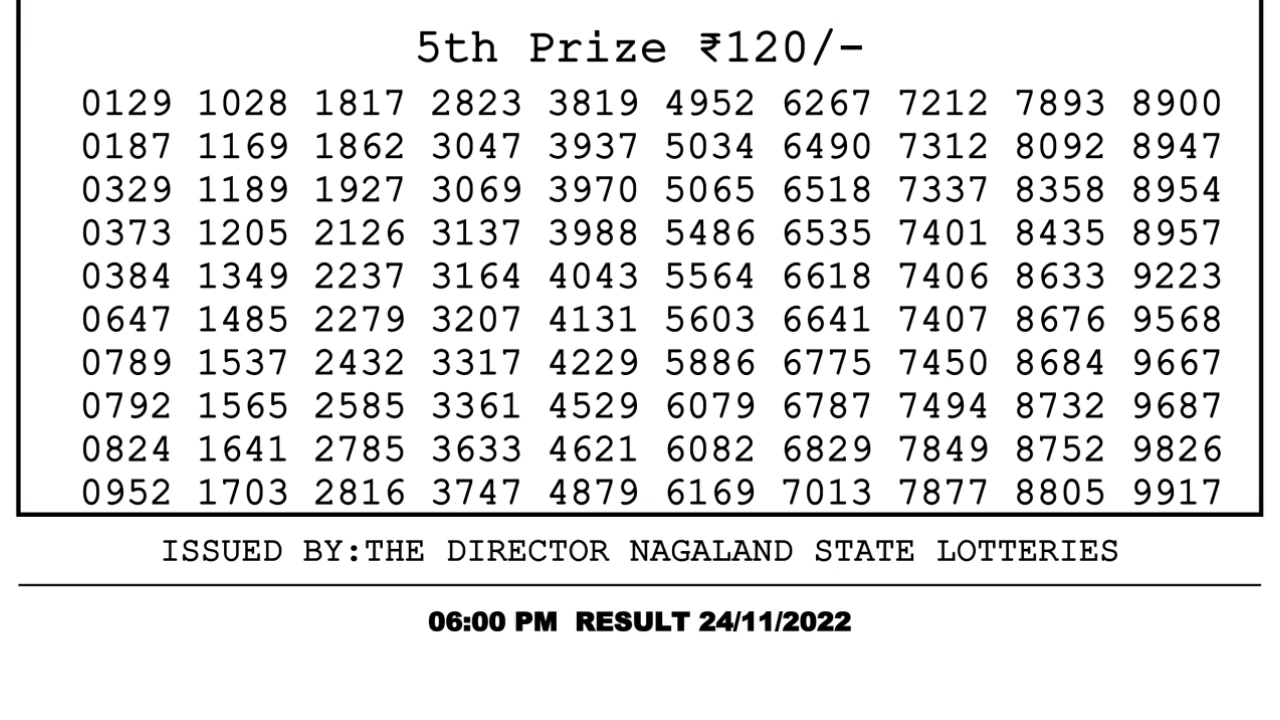 5th Prize ₹120/-
0129 1028 1817 2823 3819 4952 6267 7212 7893 8900
0187 1169 1862 3047 3937 5034 6490 7312 8092 8947
0329 1189 1927 3069 3970 5065 6518 7337 8358 8954
0373 1205 2126 3137 3988 5486 6535 7401 8435 8957
0384 1349 2237 3164 4043 5564 6618 7406 8633 9223
0647 1485 2279 3207 4131 5603 6641 7407 8676 9568
0789 1537 2432 3317 4229 5886 6775 7450 8684 9667
0792 1565 2585 3361 4529 6079 6787 7494 8732 9687
0824 1641 2785 3633 4621 6082 6829 7849 8752 9826
0952 1703 2816 3747 4879 6169 7013 7877 8805 9917
ISSUED BY:THE DIRECTOR NAGALAND STATE LOTTERIES
06:00 PM RESULT 24/11/2022